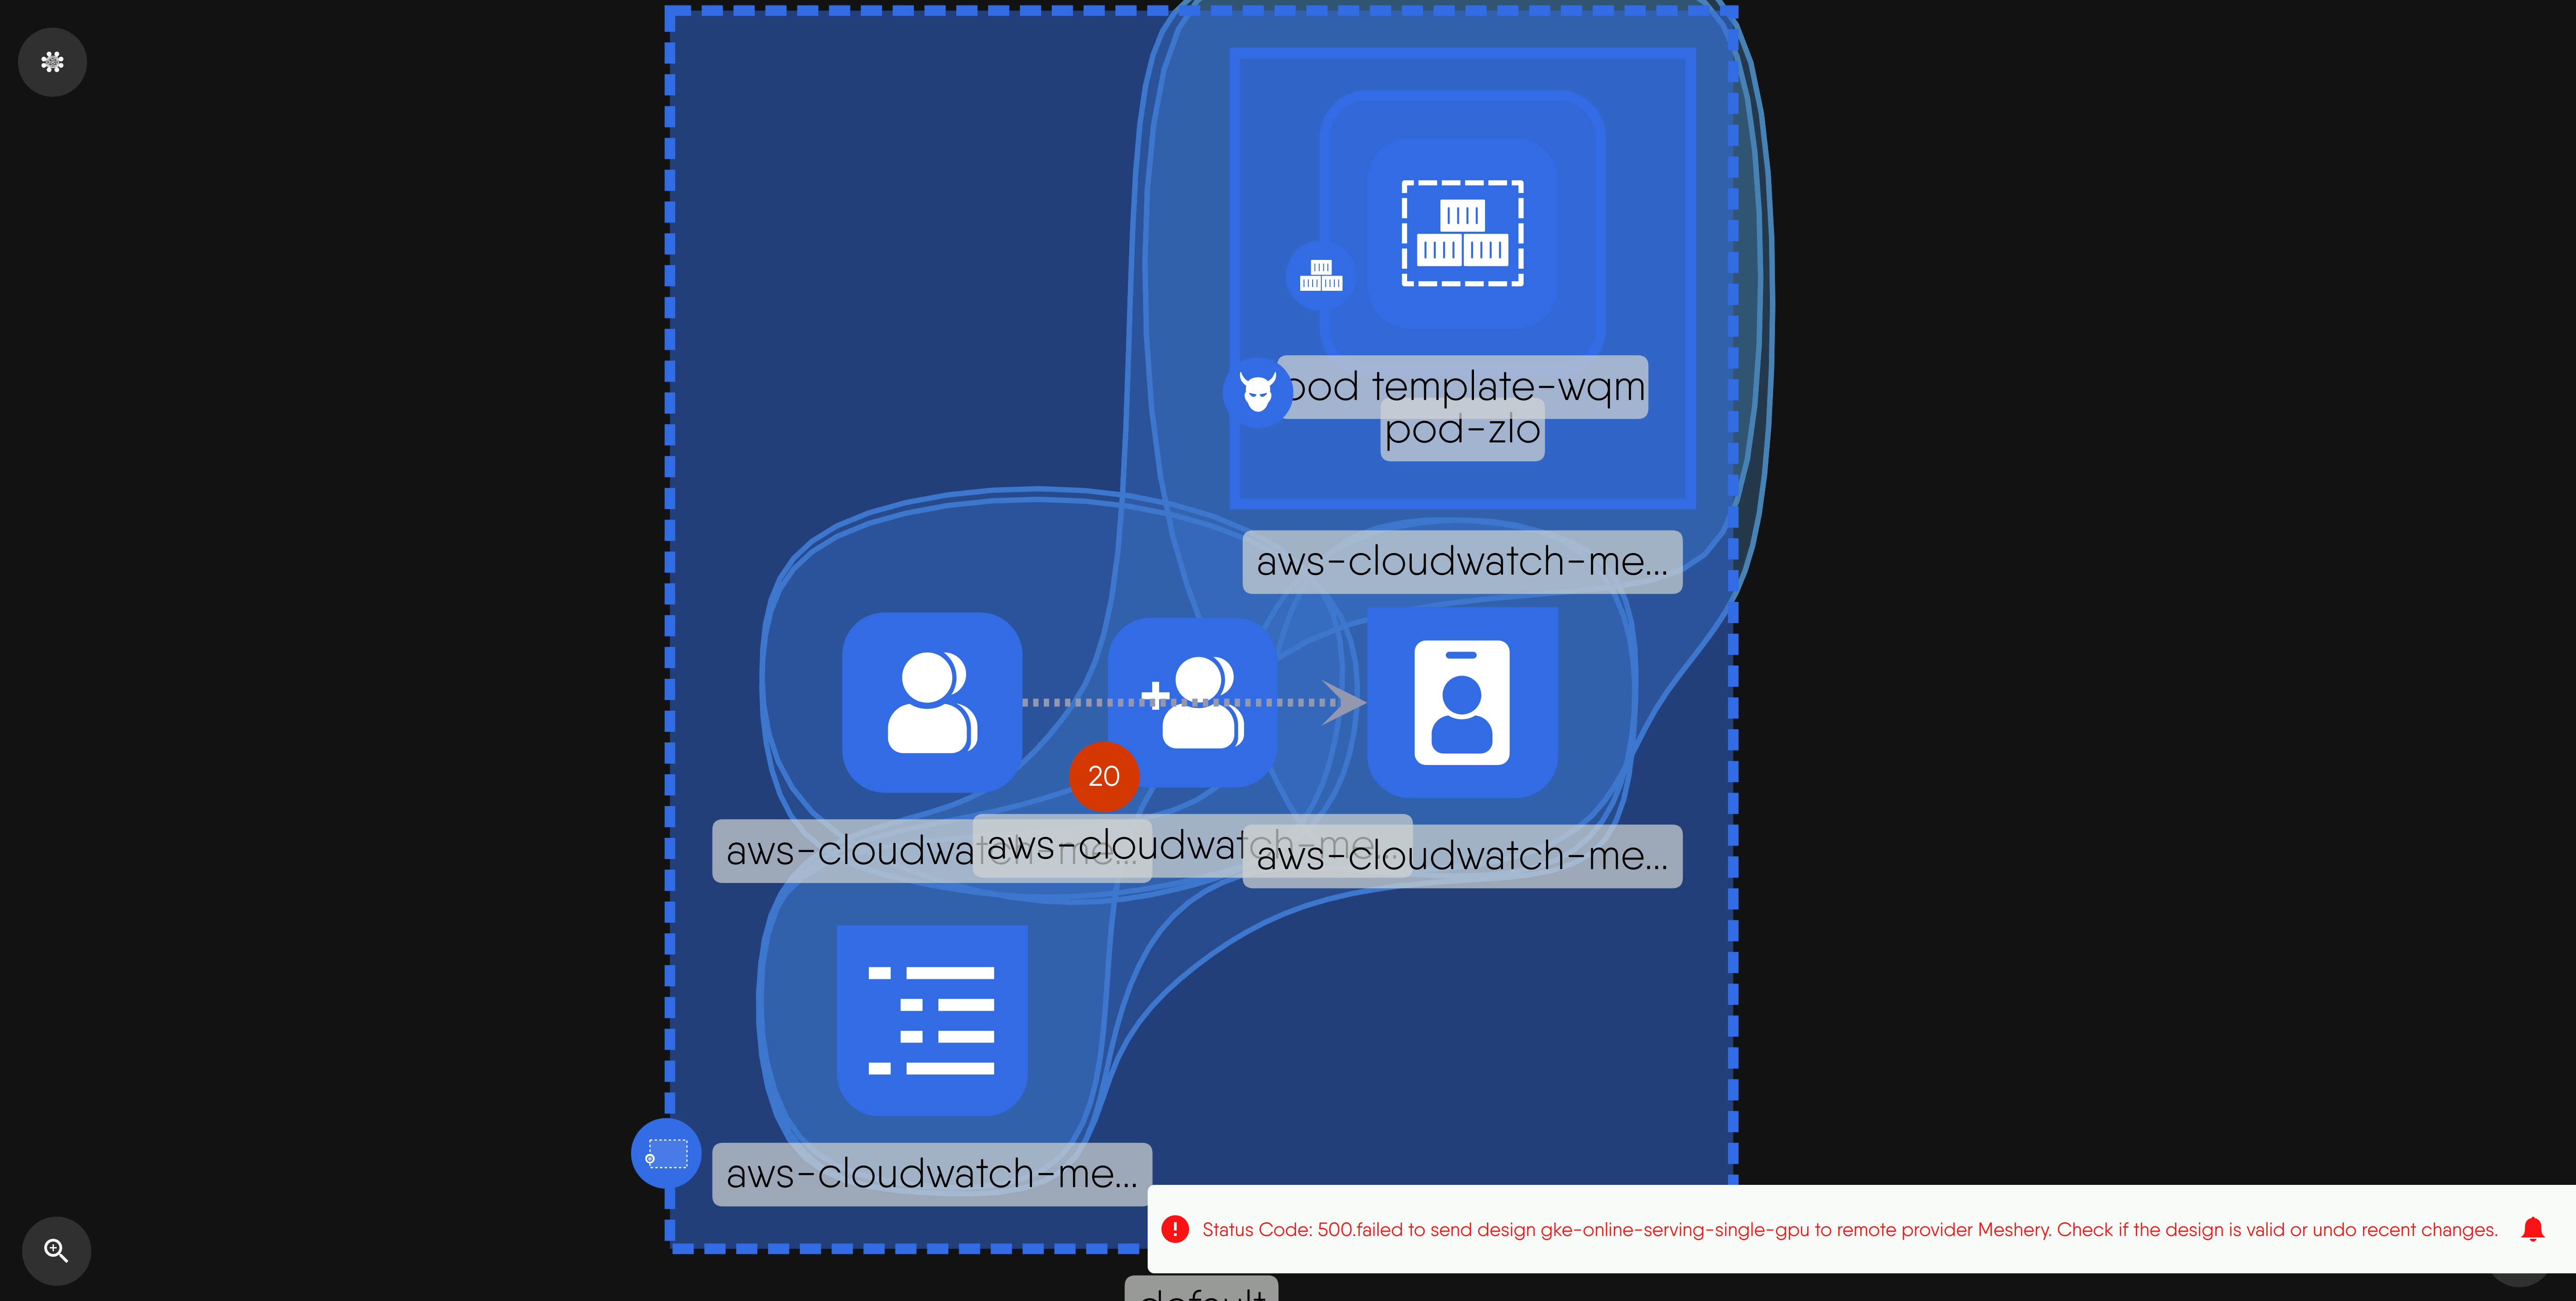 ood template-wqm
pod-zlo
aws-cloudwatch-me...
20
aws-cloudwatch-me...
aws-cloudwatch-me...
aws-cloudwatch-me...
aws-cloudwatch-me...
Status Code: 500.failed to send design gke-online-serving-single-gpu to remote provider Meshery. Check if the design is valid or undo recent changes.
default